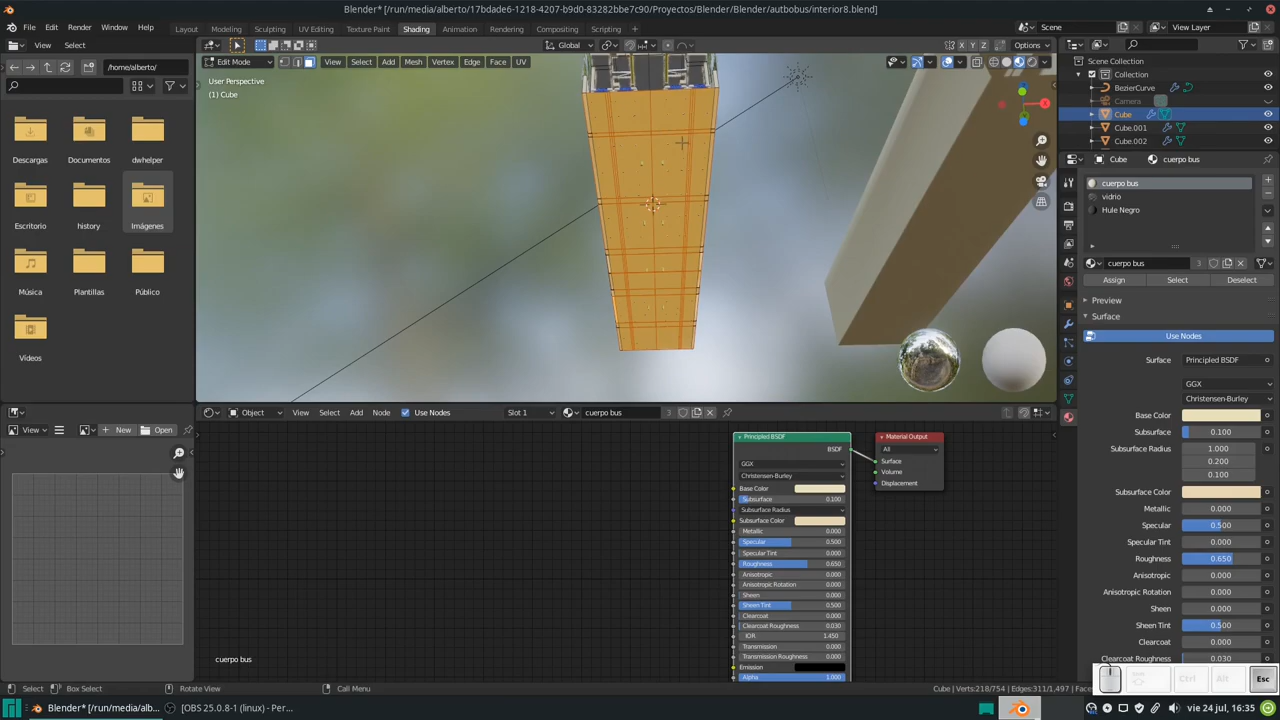 Blender* [/run/media/alberto/17bdade6-1218-4207-b9d0-83282bbe7c90/Proyectos/Blender/Blender/autbobus/interior8.blend]
File Edit Render Window Help Layout Modeling Sculpting UV Editing Texture Paint Shading Animation Rendering Compositing Scripting Scene View Layer
View Select Global Options
Edit Mode View Select Add Mesh Vertex Edge Face UV
/home/alberto/
User Perspective
(1) Cube
Scene Collection
Collection
BezierCurve
Camera
Cube
Cube.001
Cube.002
Descargas Documentos dwhelper
Escritorio history Imágenes
Música Plantillas Público
Vídeos
X Y Z
X
Cube cuerpo bus
cuerpo bus
vidrio
Hule Negro
cuerpo bus 3
Assign Select Deselect
Preview
Surface
Use Nodes
Surface Principled BSDF
GGX
Christensen-Burley
Base Color
Subsurface 0.100
Subsurface Radius 1.000
0.200
0.100
Subsurface Color
Metallic 0.000
Specular 0.500
Specular Tint 0.000
Roughness 0.650
Anisotropic 0.000
Anisotropic Rotation 0.000
Sheen 0.000
Sheen Tint 0.500
Clearcoat 0.000
Clearcoat Roughness 0.030
View New Open
Object View Select Add Node Use Nodes Slot 1 cuerpo bus 3
Principled BSDF
BSDF
GGX
Christensen-Burley
Base Color
Subsurface 0.100
Subsurface Radius
Subsurface Color
Metallic 0.000
Specular 0.500
Specular Tint 0.000
Roughness 0.650
Anisotropic 0.000
Anisotropic Rotation 0.000
Sheen 0.000
Sheen Tint 0.500
Clearcoat 0.000
Clearcoat Roughness 0.030
IOR 1.450
Transmission 0.000
Transmission Roughness 0.000
Emission
Alpha 1.000
Material Output
All
Surface
Volume
Displacement
cuerpo bus
Ctrl Alt Esc
Select Box Select Rotate View Call Menu Cube | Verts:218/754 | Edges:311/1,497 | Face
Blender* [/run/media/alb... [OBS 25.0.8-1 (linux) - Per... vie 24 jul, 16:35